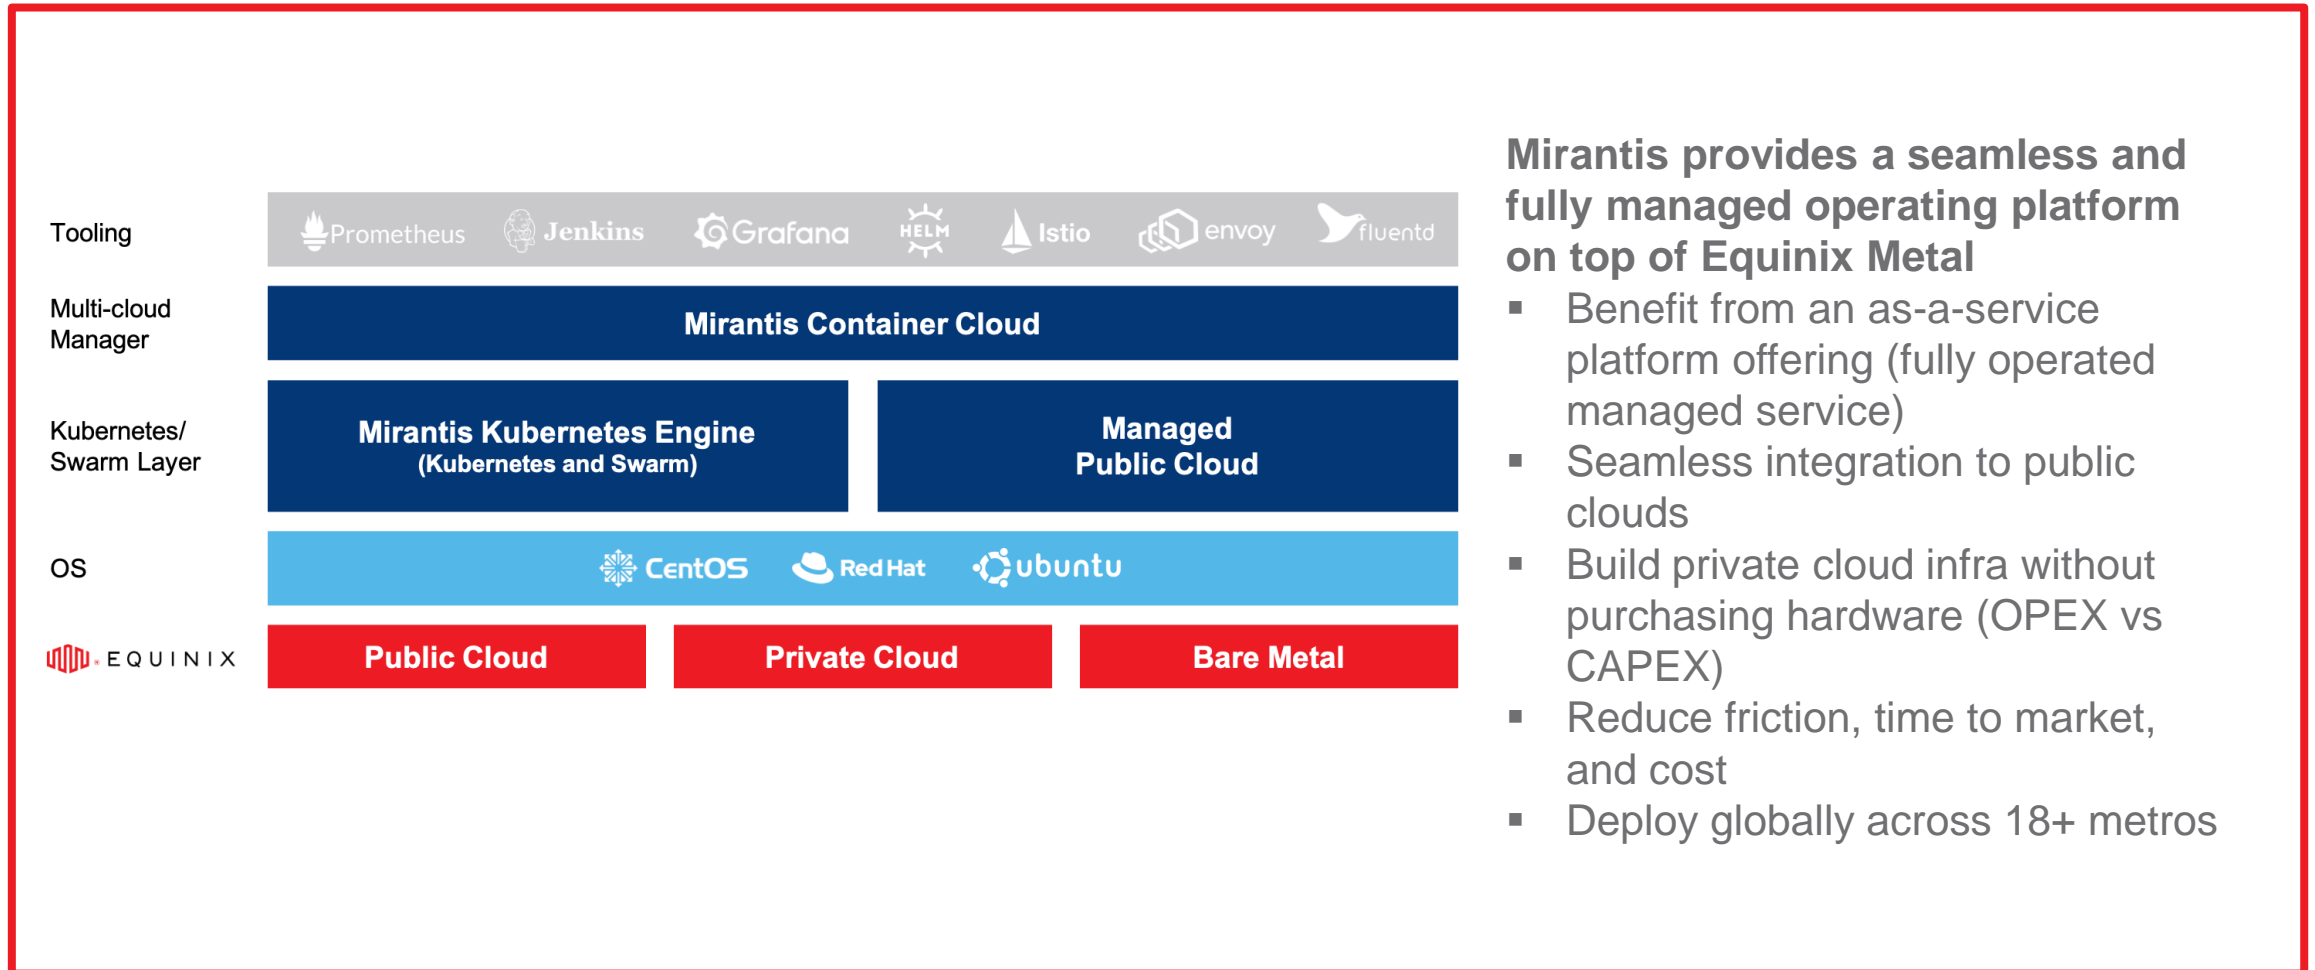 Tooling
Prometheus
Jenkins
Grafana
HELM
Istio
envoy
fluentd
Multi-cloud
Manager
Mirantis Container Cloud
Kubernetes/
Swarm Layer
Mirantis Kubernetes Engine
(Kubernetes and Swarm)
Managed
Public Cloud
OS
CentOS
Red Hat
ubuntu
EQUINIX
Public Cloud
Private Cloud
Bare Metal
Mirantis provides a seamless and
fully managed operating platform
on top of Equinix Metal
▪ Benefit from an as-a-service
platform offering (fully operated
managed service)
▪ Seamless integration to public
clouds
▪ Build private cloud infra without
purchasing hardware (OPEX vs
CAPEX)
▪ Reduce friction, time to market,
and cost
▪ Deploy globally across 18+ metros